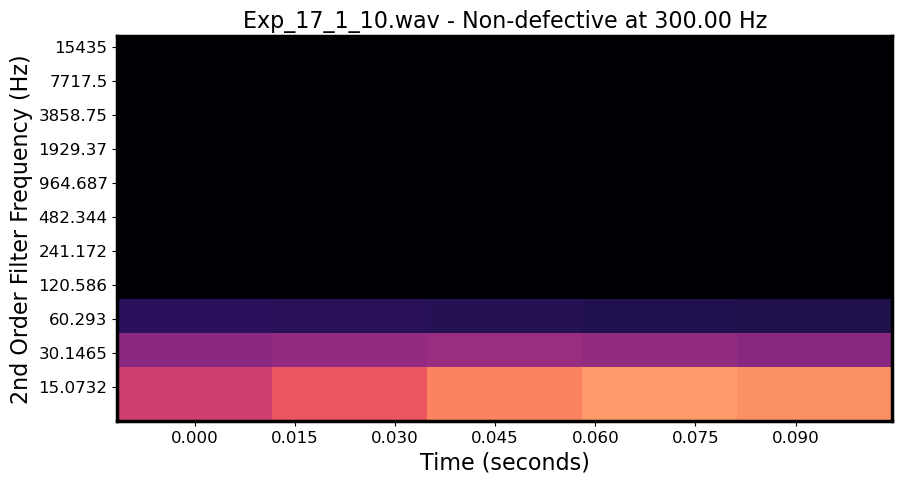 Exp_17_1_10.wav - Non-defective at 300.00 Hz
2nd Order Filter Frequency (Hz)
15435
7717.5
3858.75
1929.37
964.687
482.344
241.172
120.586
60.293
30.1465
15.0732
0.000 0.015 0.030 0.045 0.060 0.075 0.090
Time (seconds)